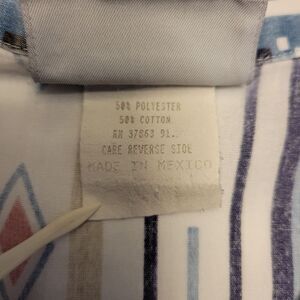 50% POLYESTER
50% COTTON
RN 37863 91..
CARE REVERSE SIDE
MADE IN MEXICO